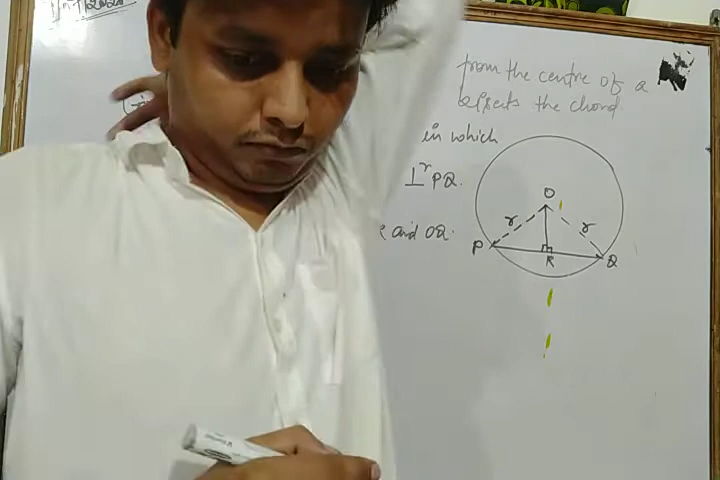 from the centre of a
bisects the chord
in which
⊥r PQ.
and OQ.
O
r
r
P
R
Q